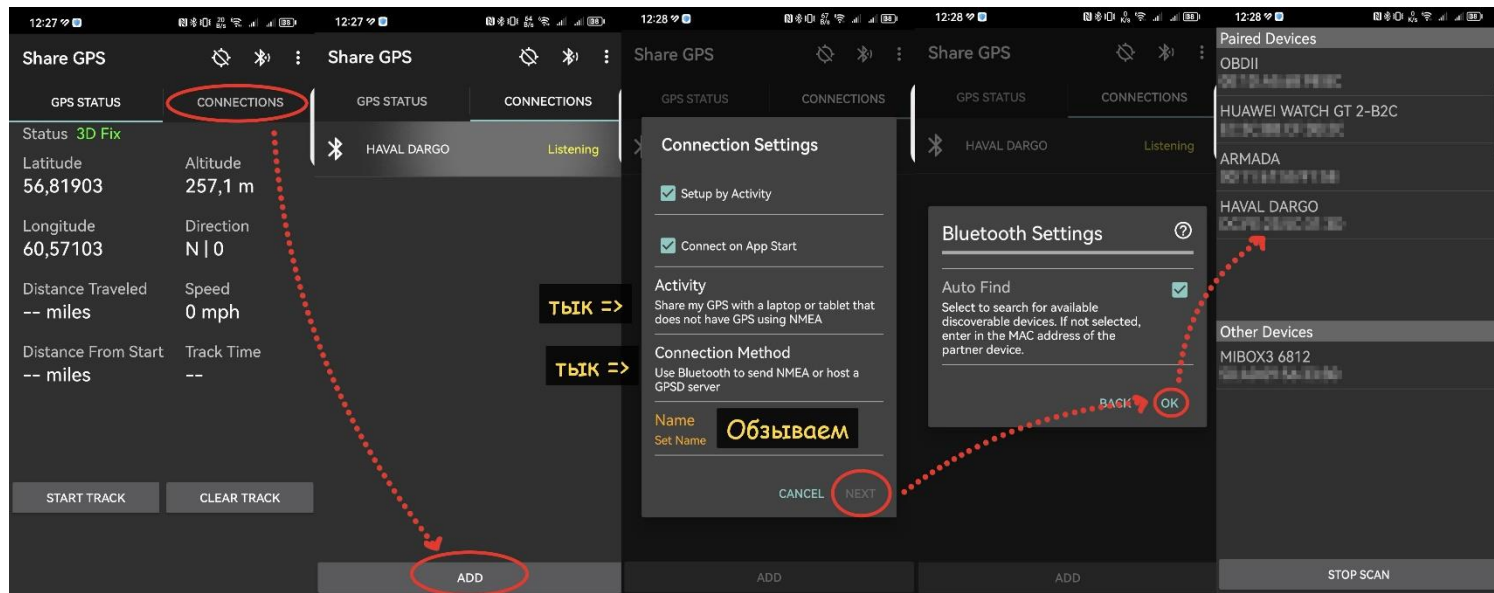 12:27
Share GPS
GPS STATUS
CONNECTIONS
Status 3D Fix
Latitude
56,81903
Altitude
257,1 m
Longitude
60,57103
Direction
N | 0
Distance Traveled
-- miles
Speed
0 mph
Distance From Start
-- miles
Track Time
--
START TRACK
CLEAR TRACK
12:27
Share GPS
GPS STATUS
CONNECTIONS
HAVAL DARGO
Listening
тык =>
тык =>
ADD
12:28
Share GPS
GPS STATUS
CONNECTIONS
Connection Settings
Setup by Activity
Connect on App Start
Activity
Share my GPS with a laptop or tablet that
does not have GPS using NMEA
Connection Method
Use Bluetooth to send NMEA or host a
GPSD server
Name
Set Name
Обзываем
CANCEL
NEXT
ADD
12:28
Share GPS
GPS STATUS
CONNECTIONS
HAVAL DARGO
Listening
Bluetooth Settings
Auto Find
Select to search for available
discoverable devices. If not selected,
enter in the MAC address of the
partner device.
BACK
OK
ADD
12:28
Paired Devices
OBDII
HUAWEI WATCH GT 2-B2C
ARMADA
HAVAL DARGO
Other Devices
MIBOX3 6812
STOP SCAN